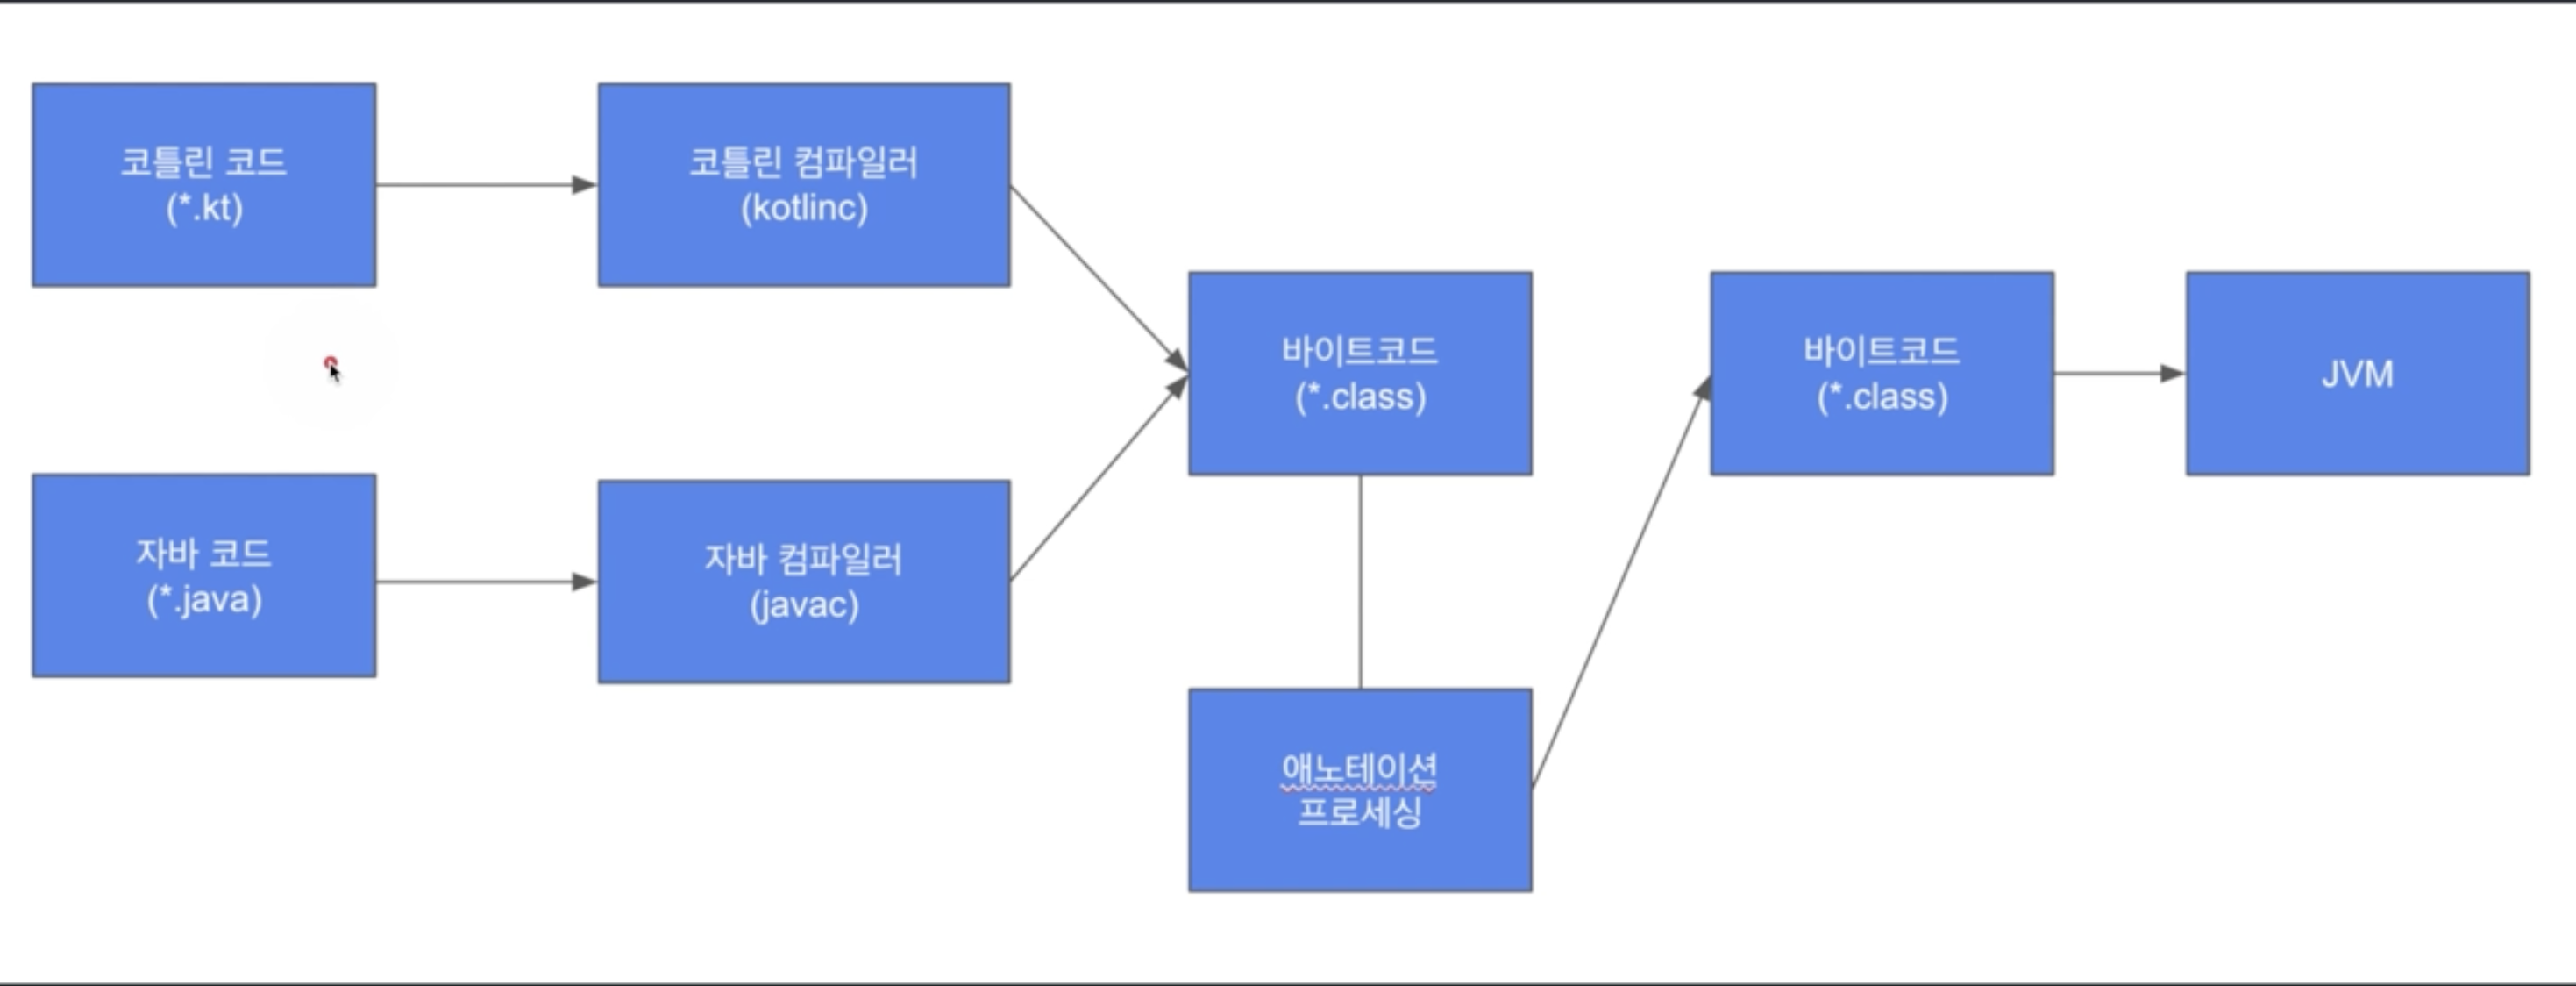 코틀린 코드
(*.kt)
코틀린 컴파일러
(kotlinc)
바이트코드
(*.class)
바이트코드
(*.class)
JVM
자바 코드
(*.java)
자바 컴파일러
(javac)
애노테이션
프로세싱